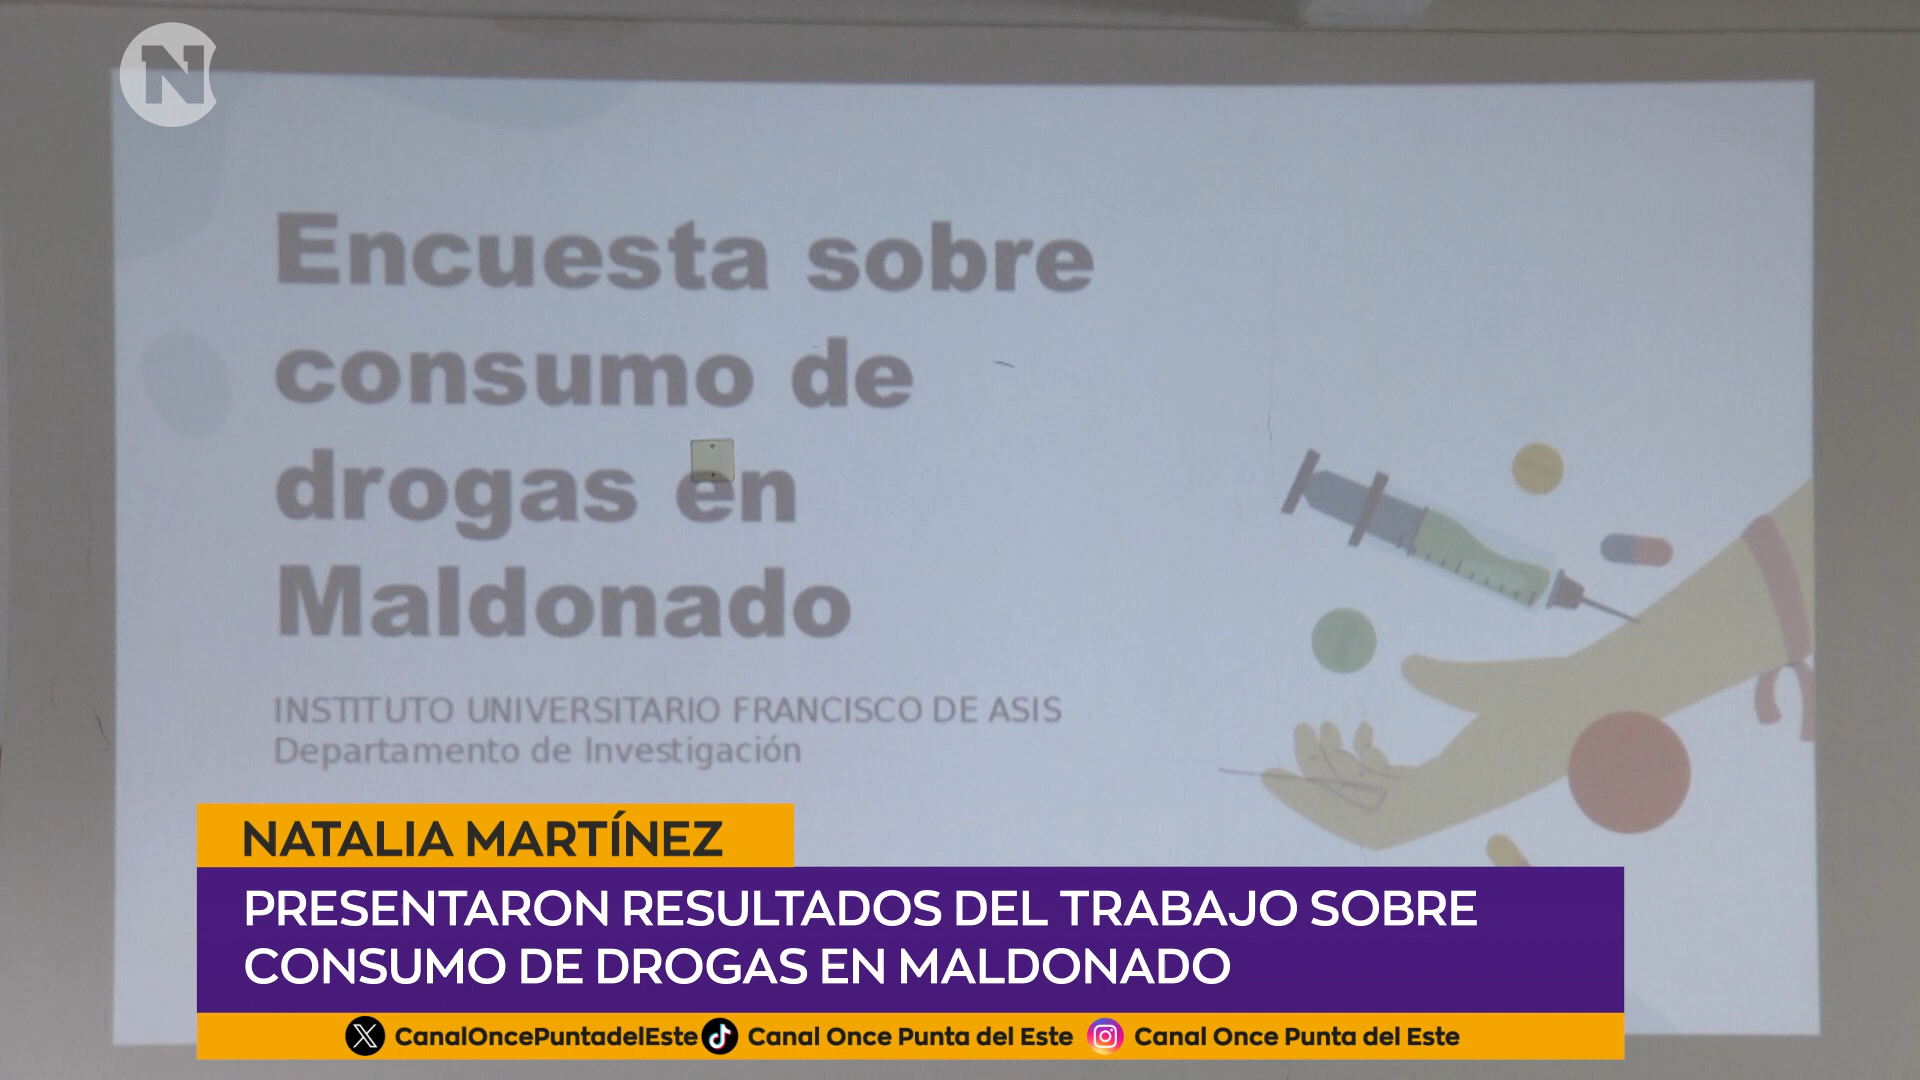 N
Encuesta sobre
consumo de
drogas en
Maldonado
INSTITUTO UNIVERSITARIO FRANCISCO DE ASIS
Departamento de Investigación
NATALIA MARTÍNEZ
PRESENTARON RESULTADOS DEL TRABAJO SOBRE
CONSUMO DE DROGAS EN MALDONADO
CanalOncePuntadelEste Canal Once Punta del Este Canal Once Punta del Este